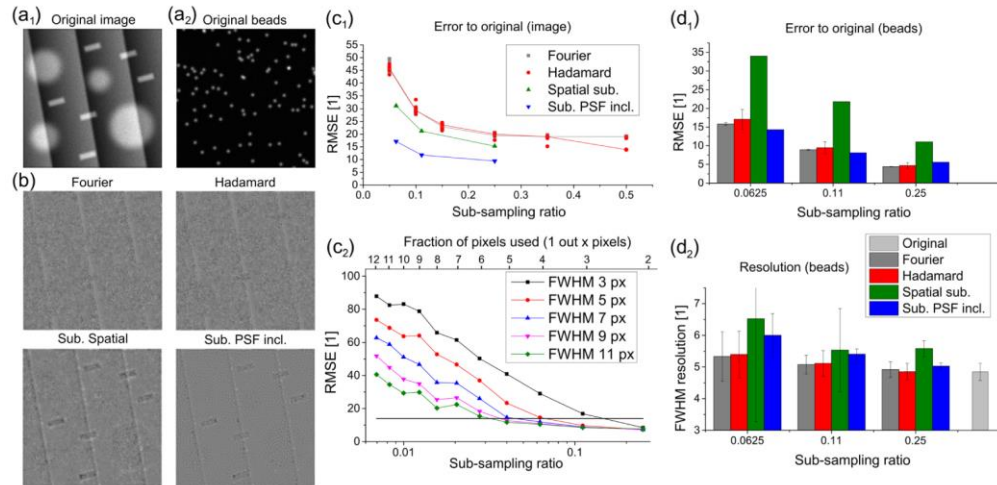 (a1)
Original image
(a2)
Original beads
(b)
Fourier
Hadamard
Sub. Spatial
Sub. PSF incl.
(c1)
Error to original (image)
RMSE [1]
55
50
45
40
35
30
25
20
15
10
5
0
Fourier
Hadamard
Spatial sub.
Sub. PSF incl.
0.0 0.1 0.2 0.3 0.4 0.5
Sub-sampling ratio
(c2)
Fraction of pixels used (1 out x pixels)
12 11 10 9 8 7 6 5 4 3 2
RMSE [1]
100
80
60
40
20
0
FWHM 3 px
FWHM 5 px
FWHM 7 px
FWHM 9 px
FWHM 11 px
0.01 0.1
Sub-sampling ratio
(d1)
Error to original (beads)
RMSE [1]
35
30
25
20
15
10
5
0
0.0625 0.11 0.25
Sub-sampling ratio
(d2)
Resolution (beads)
FWHM resolution [1]
7
6
5
4
3
Original
Fourier
Hadamard
Spatial sub.
Sub. PSF incl.
0.0625 0.11 0.25
Sub-sampling ratio